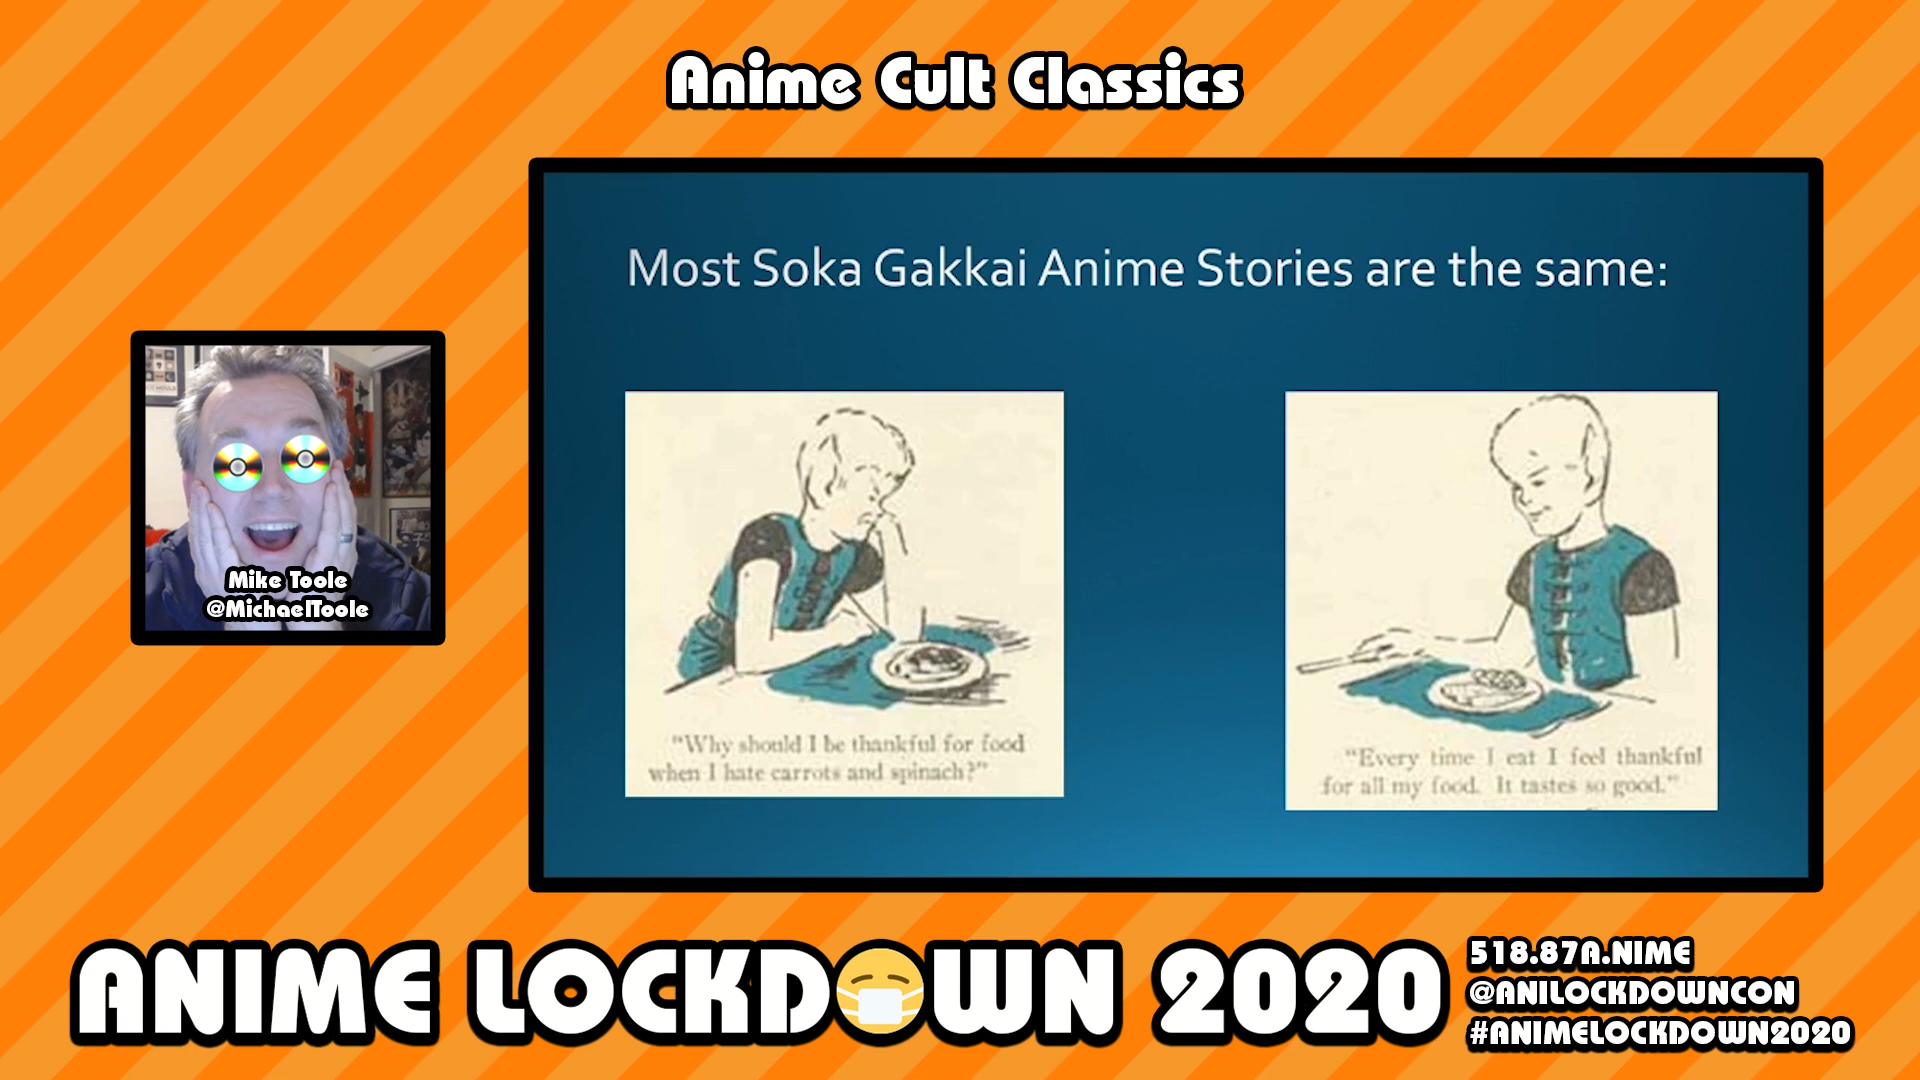 Anime Cult Classics
Most Soka Gakkai Anime Stories are the same:
"Why should I be thankful for food
when I hate carrots and spinach?"
"Every time I eat I feel thankful
for all my food. It tastes so good."
Mike Toole
@MichaelToole
ANIME LOCKDOWN 2020
518.87A.NIME
@ANILOCKDOWNCON
#ANIMELOCKDOWN2020